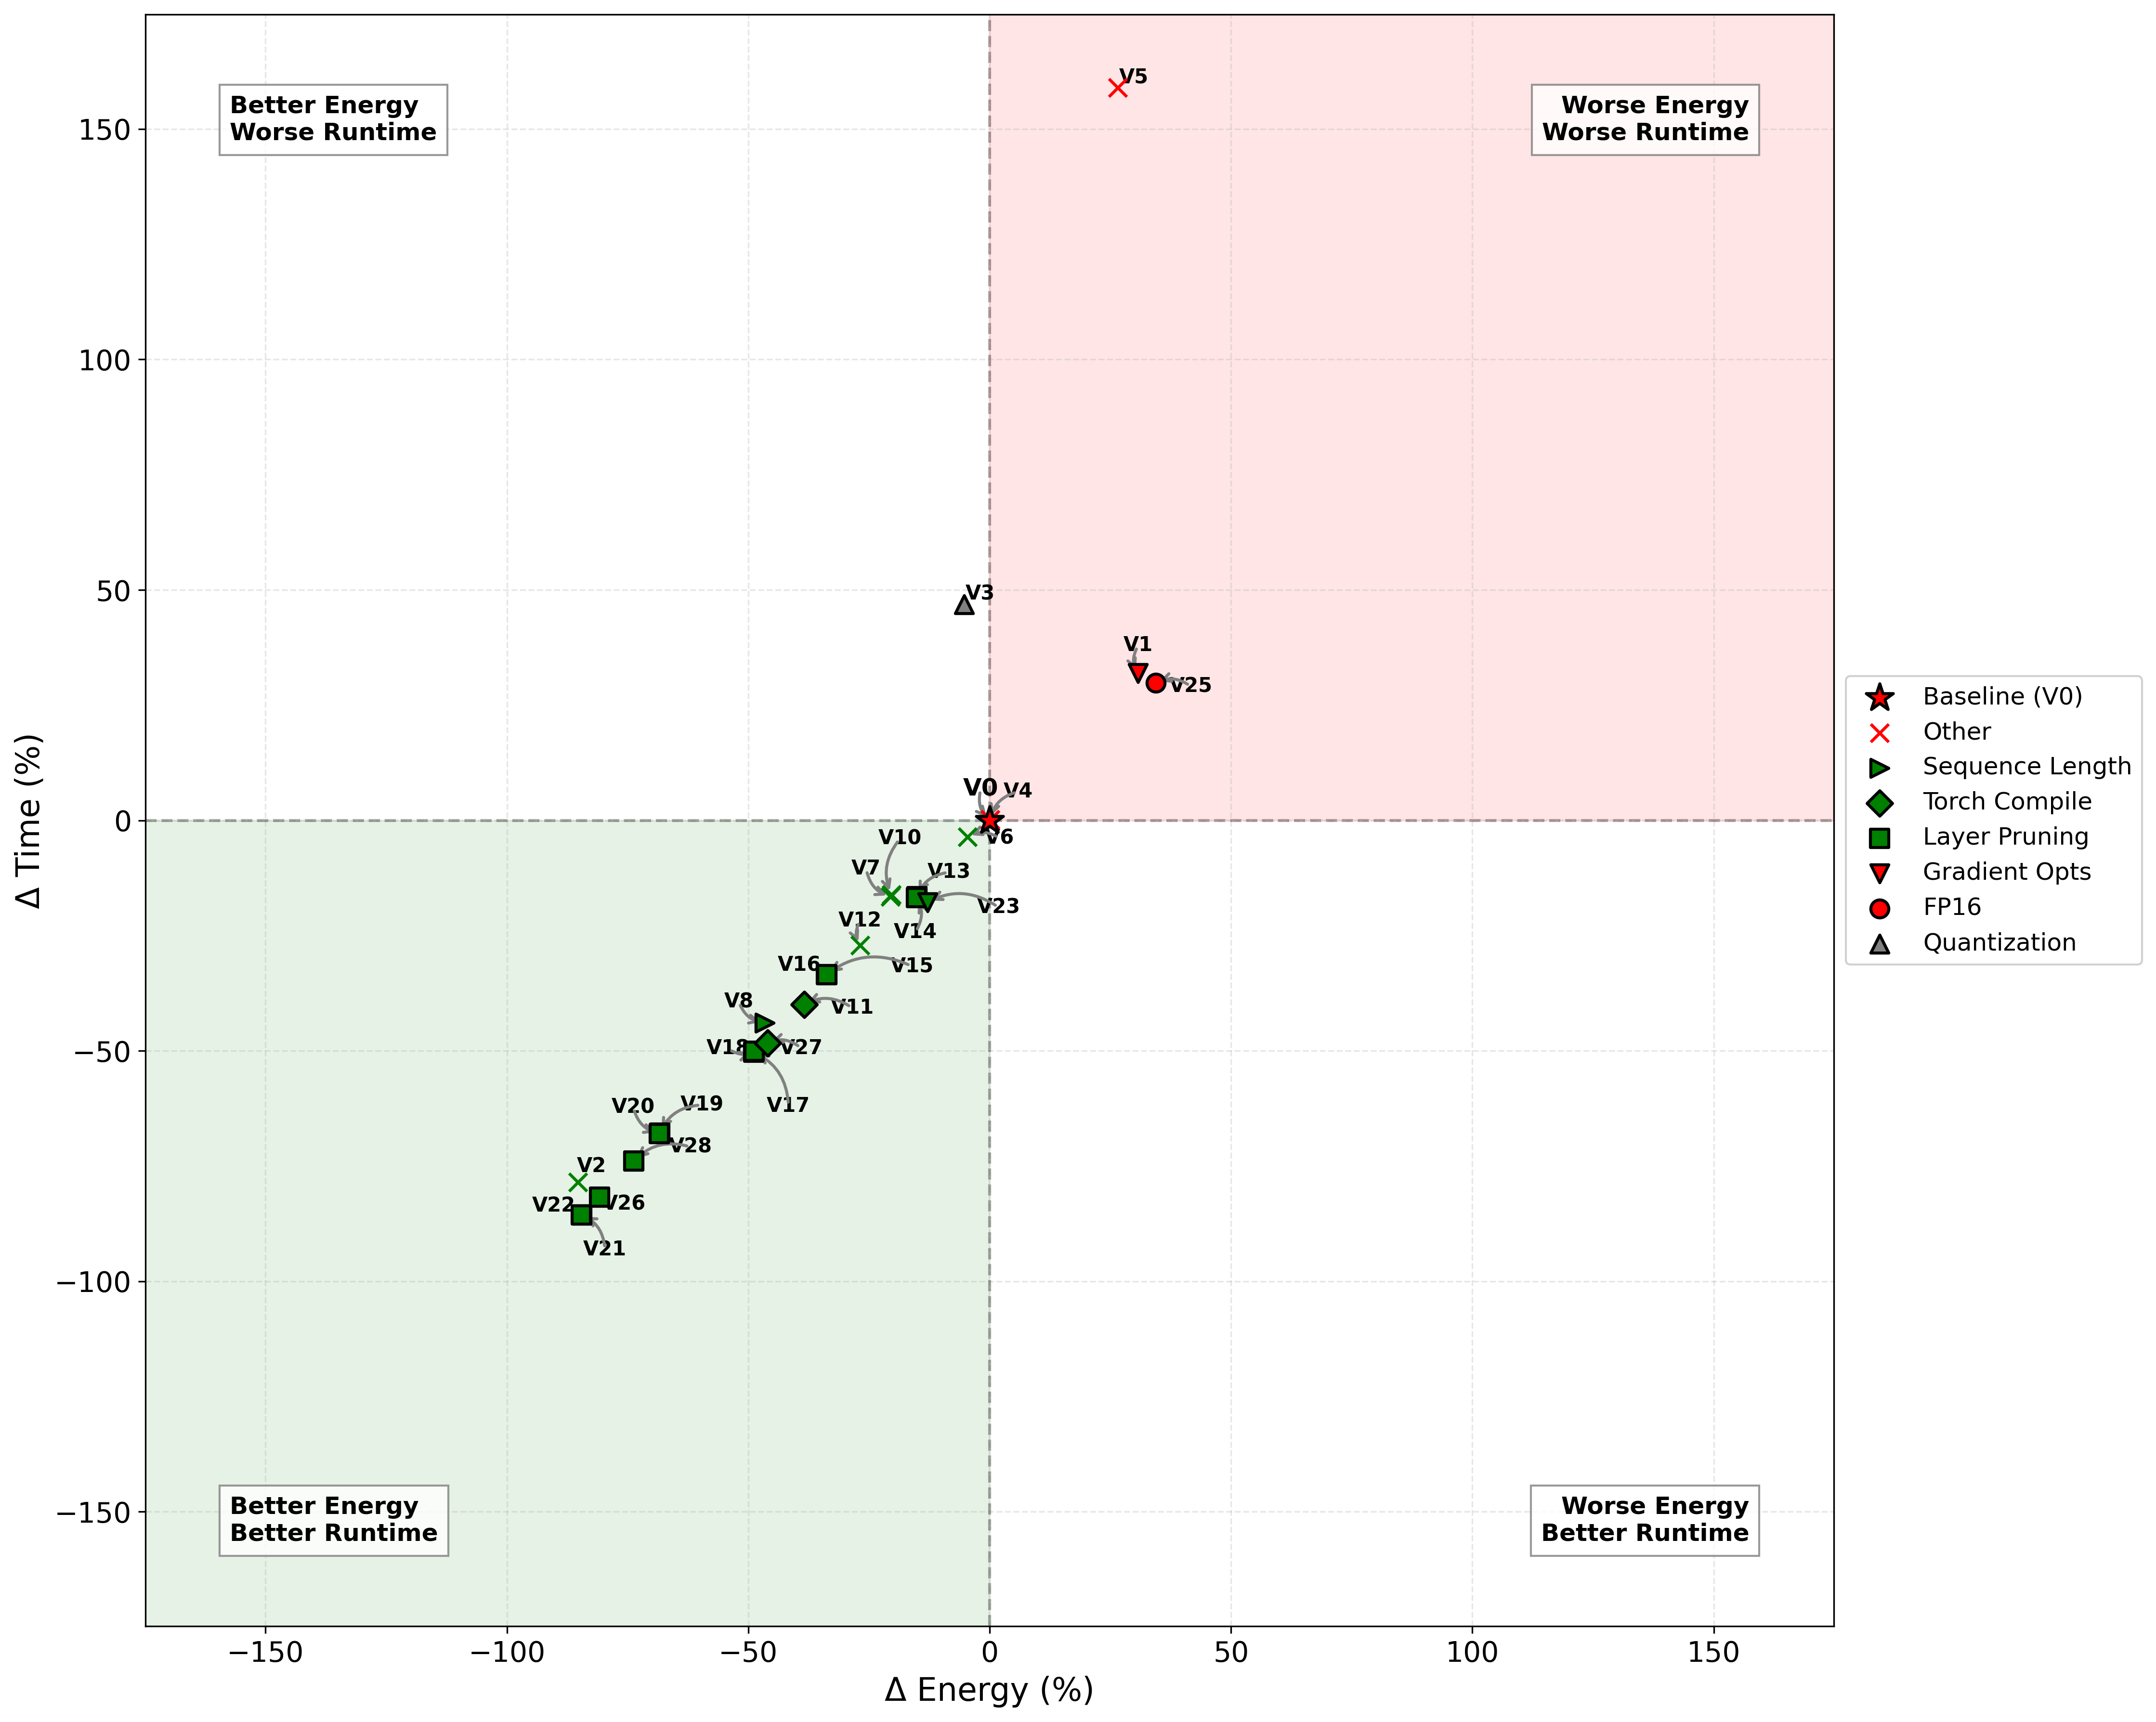 Better Energy
Worse Runtime
Worse Energy
Worse Runtime
V5
V3
V1
V25
V0
V4
V6
V10
V7
V13
V23
V12
V14
V16
V15
V8
V11
V18
V27
V17
V20
V19
V28
V2
V22
V26
V21
Better Energy
Better Runtime
Worse Energy
Better Runtime
150
100
50
0
−50
−100
−150
Δ Time (%)
−150
−100
−50
0
50
100
150
Δ Energy (%)
Baseline (V0)
Other
Sequence Length
Torch Compile
Layer Pruning
Gradient Opts
FP16
Quantization